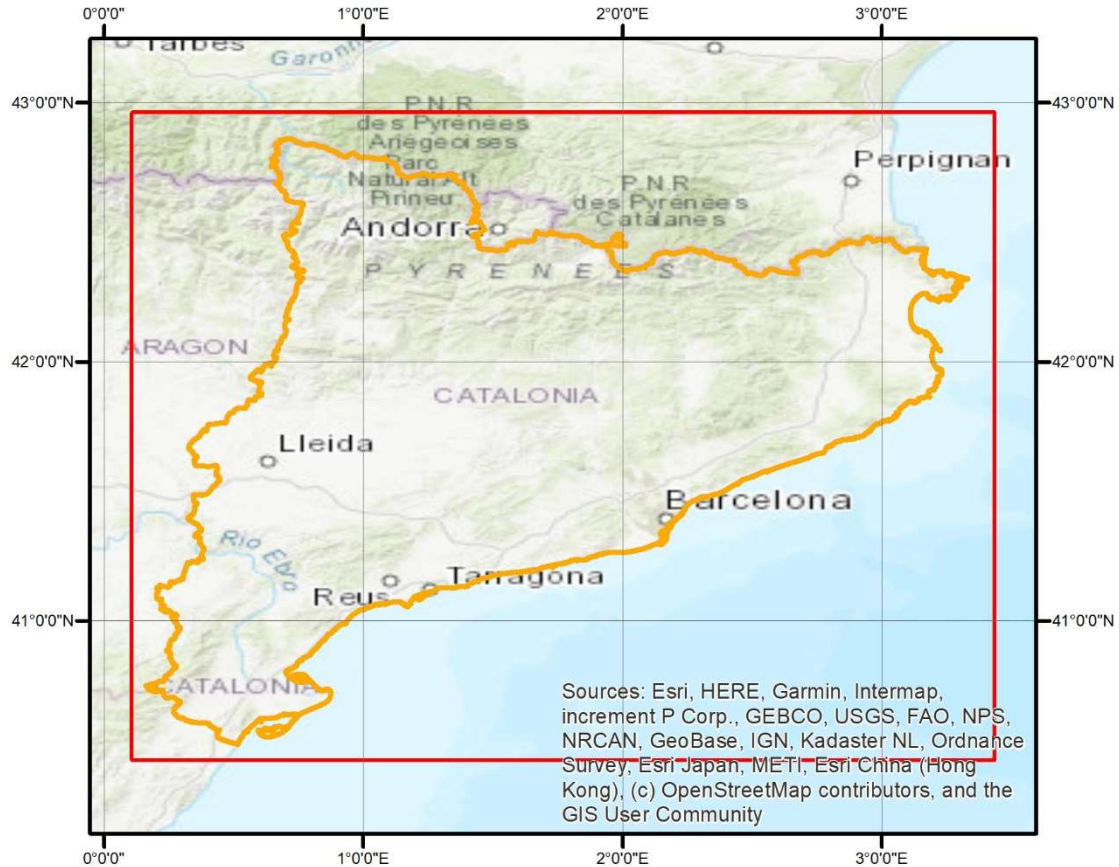 0°0'0" 1°0'0"E 2°0'0"E 3°0'0"E
Tarbes
Garonne
43°0'0"N 43°0'0"N
P.N.R
des Pyrénées
Ariégeoises
Perpignan
Parc
Natural Alt
Pirineu
P.N.R
des Pyrénées
Catalanes
Andorra
PYRENEES
ARAGON
42°0'0"N 42°0'0"N
CATALONIA
Lleida
Barcelona
Rio Ebro
Tarragona
Reus
41°0'0"N 41°0'0"N
CATALONIA
Sources: Esri, HERE, Garmin, Intermap,
increment P Corp., GEBCO, USGS, FAO, NPS,
NRCAN, GeoBase, IGN, Kadaster NL, Ordnance
Survey, Esri Japan, METI, Esri China (Hong
Kong), (c) OpenStreetMap contributors, and the
GIS User Community
0°0'0" 1°0'0"E 2°0'0"E 3°0'0"E